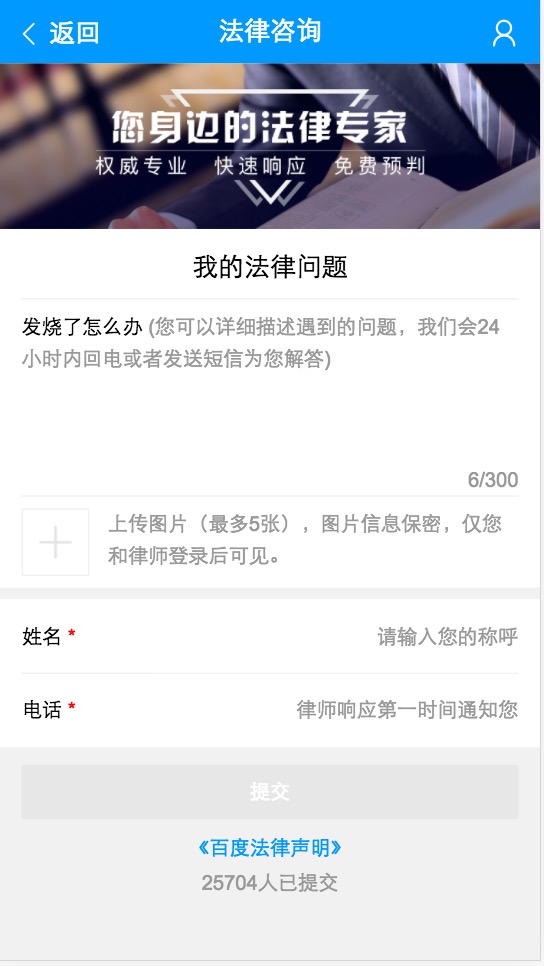 返回
法律咨询
您身边的法律专家
权威专业 快速响应 免费预判
我的法律问题
发烧了怎么办 (您可以详细描述遇到的问题，我们会24
小时内回电或者发送短信为您解答)
6/300
上传图片（最多5张），图片信息保密，仅您
和律师登录后可见。
姓名 * 请输入您的称呼
电话 * 律师响应第一时间通知您
提交
《百度法律声明》
25704人已提交